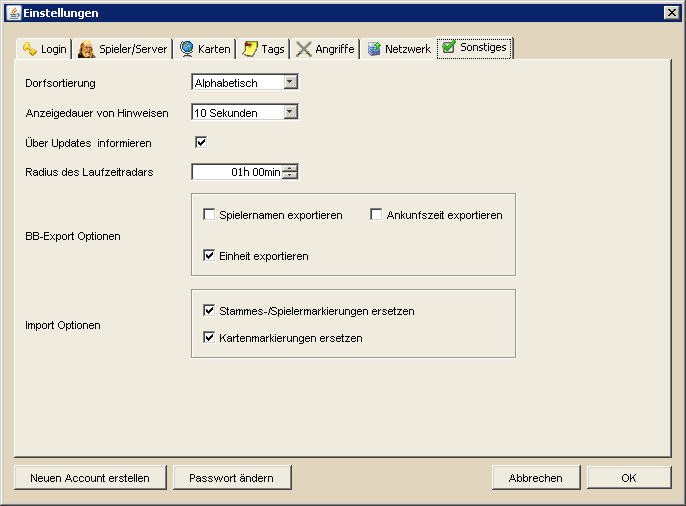 Einstellungen
Login Spieler/Server Karten Tags Angriffe Netzwerk Sonstiges
Dorfsortierung Alphabetisch
Anzeigedauer von Hinweisen 10 Sekunden
Über Updates informieren
Radius des Laufzeitradars 01h 00min
Spielernamen exportieren Ankunfszeit exportieren
BB-Export Optionen
Einheit exportieren
Stammes-/Spielermarkierungen ersetzen
Import Optionen
Kartenmarkierungen ersetzen
Neuen Account erstellen Passwort ändern Abbrechen OK